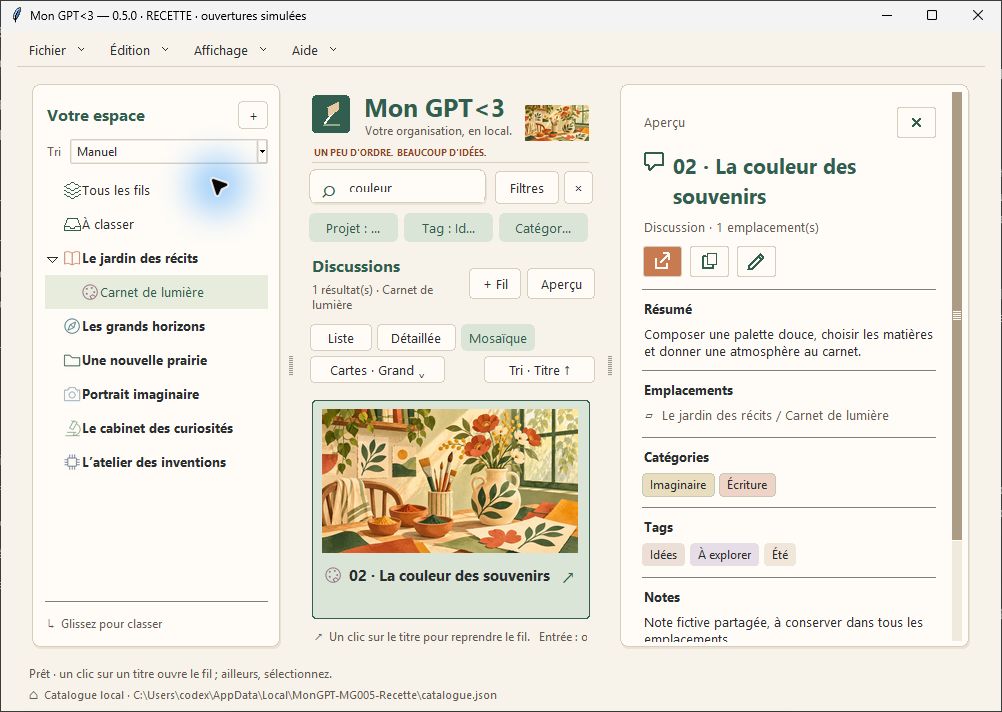 Mon GPT<3 — 0.5.0 · RECETTE · ouvertures simulées
Fichier
Édition
Affichage
Aide
Votre espace
+
Tri
Manuel
Tous les fils
À classer
Le jardin des récits
Carnet de lumière
Les grands horizons
Une nouvelle prairie
Portrait imaginaire
Le cabinet des curiosités
L’atelier des inventions
Glissez pour classer
Mon GPT<3
Votre organisation, en local.
UN PEU D'ORDRE. BEAUCOUP D'IDÉES.
couleur
Filtres
×
Projet : ...
Tag : Id...
Catégor...
Discussions
1 résultat(s) · Carnet de
lumière
+ Fil
Aperçu
Liste
Détaillée
Mosaïque
Cartes · Grand
Tri · Titre ↑
02 · La couleur des souvenirs ↗
↗ Un clic sur le titre pour reprendre le fil. Entrée : o
Aperçu
×
02 · La couleur des
souvenirs
Discussion · 1 emplacement(s)
Résumé
Composer une palette douce, choisir les matières
et donner une atmosphère au carnet.
Emplacements
Le jardin des récits / Carnet de lumière
Catégories
Imaginaire
Écriture
Tags
Idées
À explorer
Été
Notes
Note fictive partagée, à conserver dans tous les
emplacements.
Prêt · un clic sur un titre ouvre le fil ; ailleurs, sélectionnez.
Catalogue local · C:\Users\codex\AppData\Local\MonGPT-MG005-Recette\catalogue.json